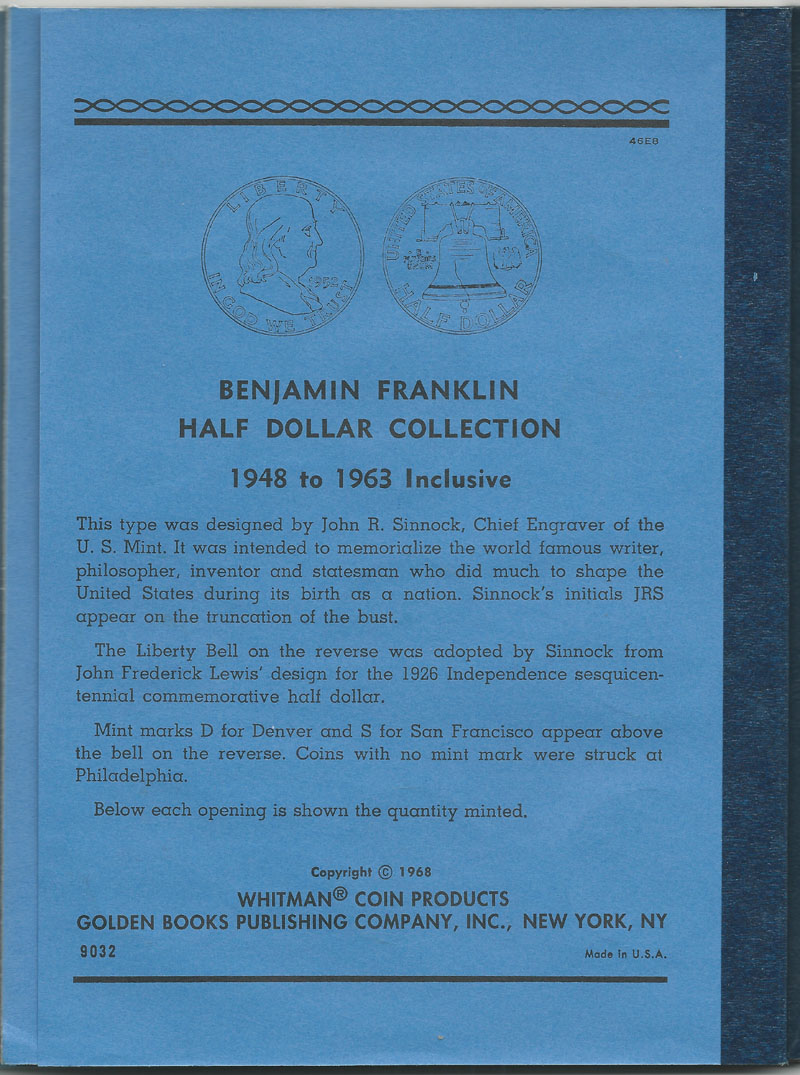 46E8
LIBERTY
IN GOD WE TRUST
1952
UNITED STATES OF AMERICA
HALF DOLLAR
BENJAMIN FRANKLIN
HALF DOLLAR COLLECTION
1948 to 1963 Inclusive
This type was designed by John R. Sinnock, Chief Engraver of the
U. S. Mint. It was intended to memorialize the world famous writer,
philosopher, inventor and statesman who did much to shape the
United States during its birth as a nation. Sinnock's initials JRS
appear on the truncation of the bust.
The Liberty Bell on the reverse was adopted by Sinnock from
John Frederick Lewis' design for the 1926 Independence sesquicen-
tennial commemorative half dollar.
Mint marks D for Denver and S for San Francisco appear above
the bell on the reverse. Coins with no mint mark were struck at
Philadelphia.
Below each opening is shown the quantity minted.
Copyright © 1968
WHITMAN® COIN PRODUCTS
GOLDEN BOOKS PUBLISHING COMPANY, INC., NEW YORK, NY
9032
Made in U.S.A.